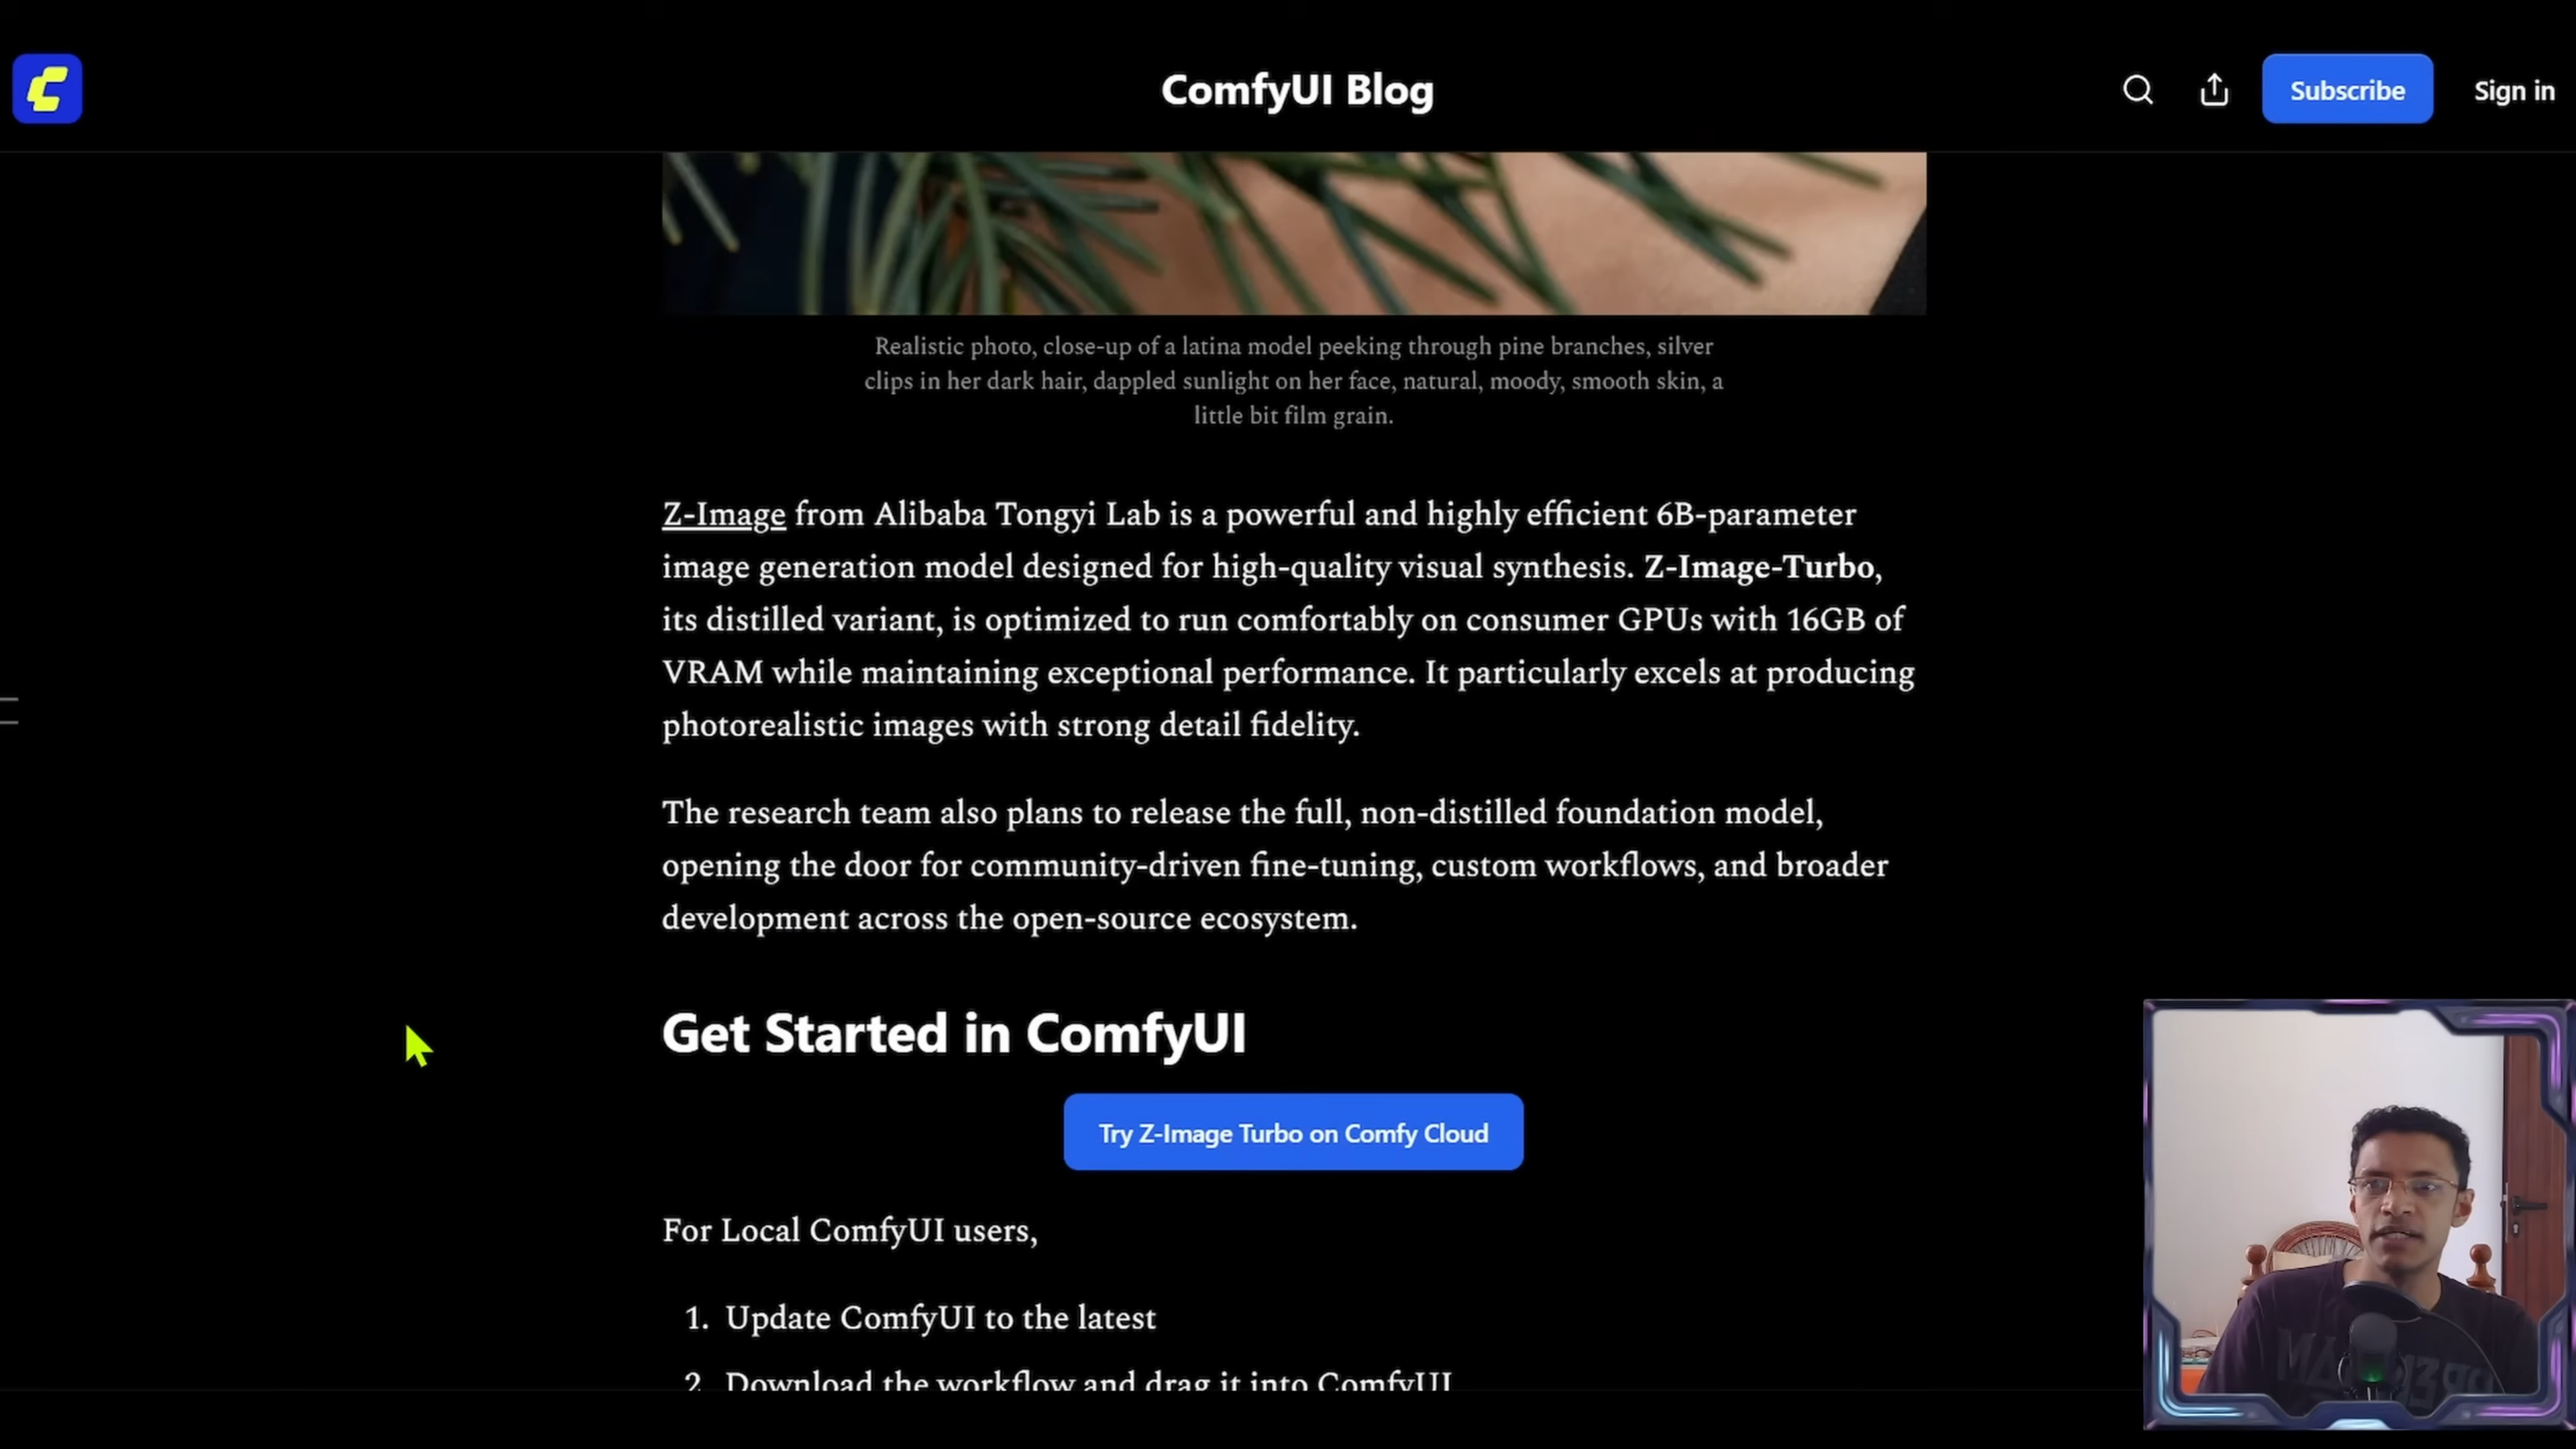 ComfyUI Blog
Subscribe
Sign in
Realistic photo, close-up of a latina model peeking through pine branches, silver
clips in her dark hair, dappled sunlight on her face, natural, moody, smooth skin, a
little bit film grain.
Z-Image from Alibaba Tongyi Lab is a powerful and highly efficient 6B-parameter
image generation model designed for high-quality visual synthesis. Z-Image-Turbo,
its distilled variant, is optimized to run comfortably on consumer GPUs with 16GB of
VRAM while maintaining exceptional performance. It particularly excels at producing
photorealistic images with strong detail fidelity.
The research team also plans to release the full, non-distilled foundation model,
opening the door for community-driven fine-tuning, custom workflows, and broader
development across the open-source ecosystem.
Get Started in ComfyUI
Try Z-Image Turbo on Comfy Cloud
For Local ComfyUI users,
1. Update ComfyUI to the latest
2. Download the workflow and drag it into ComfyUI